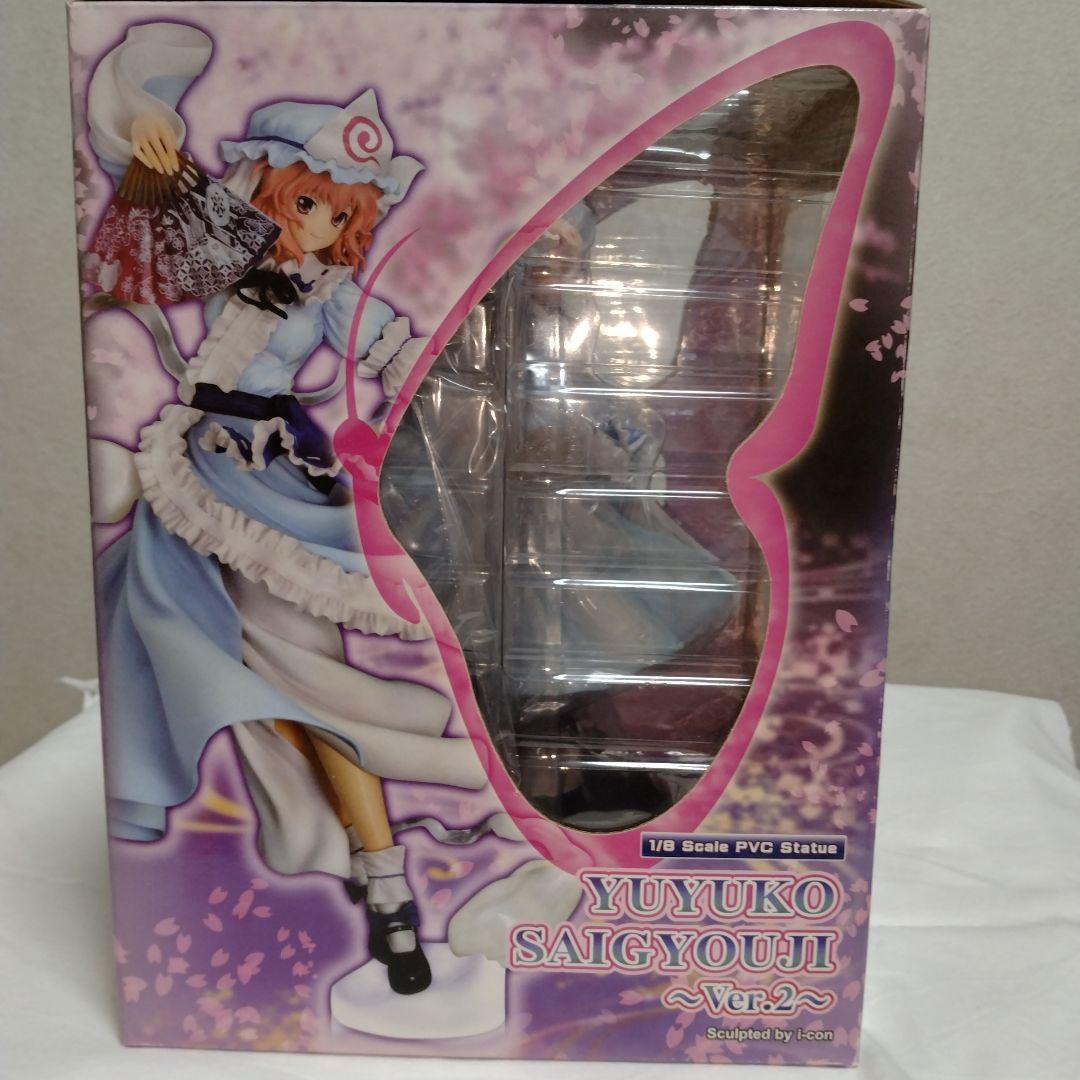 1/8 Scale PVC Statue
YUYUKO
SAIGYOUJI
～Ver.2～
Sculpted by i-con